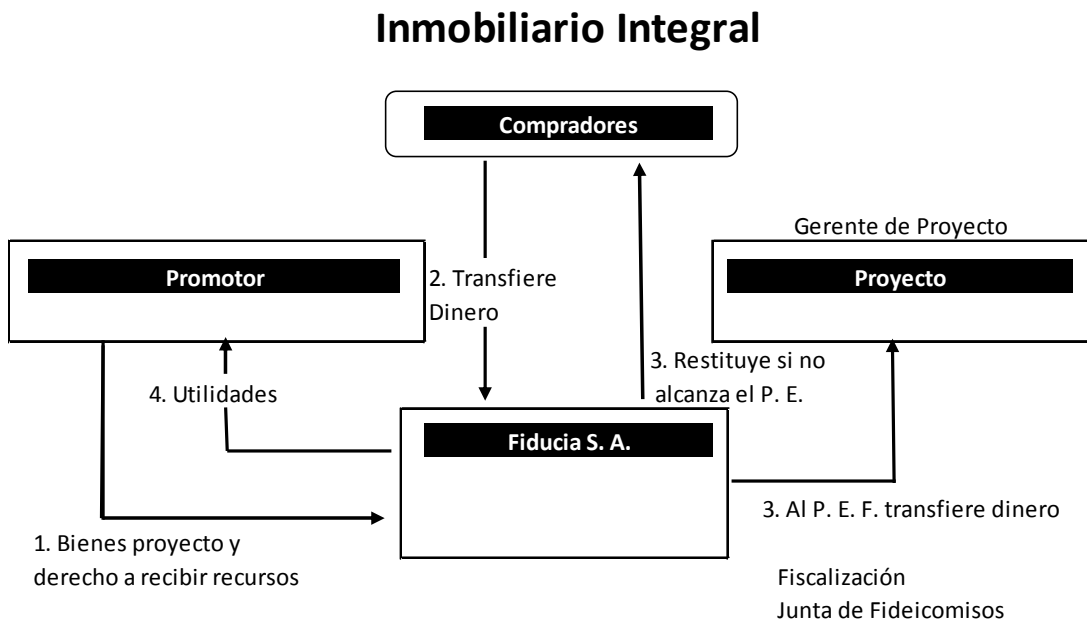 Inmobiliario Integral
Compradores
Gerente de Proyecto
Promotor
Proyecto
2. Transfiere
Dinero
3. Restituye si no
alcanza el P. E.
4. Utilidades
Fiducia S. A.
3. Al P. E. F. transfiere dinero
1. Bienes proyecto y
derecho a recibir recursos
Fiscalización
Junta de Fideicomisos